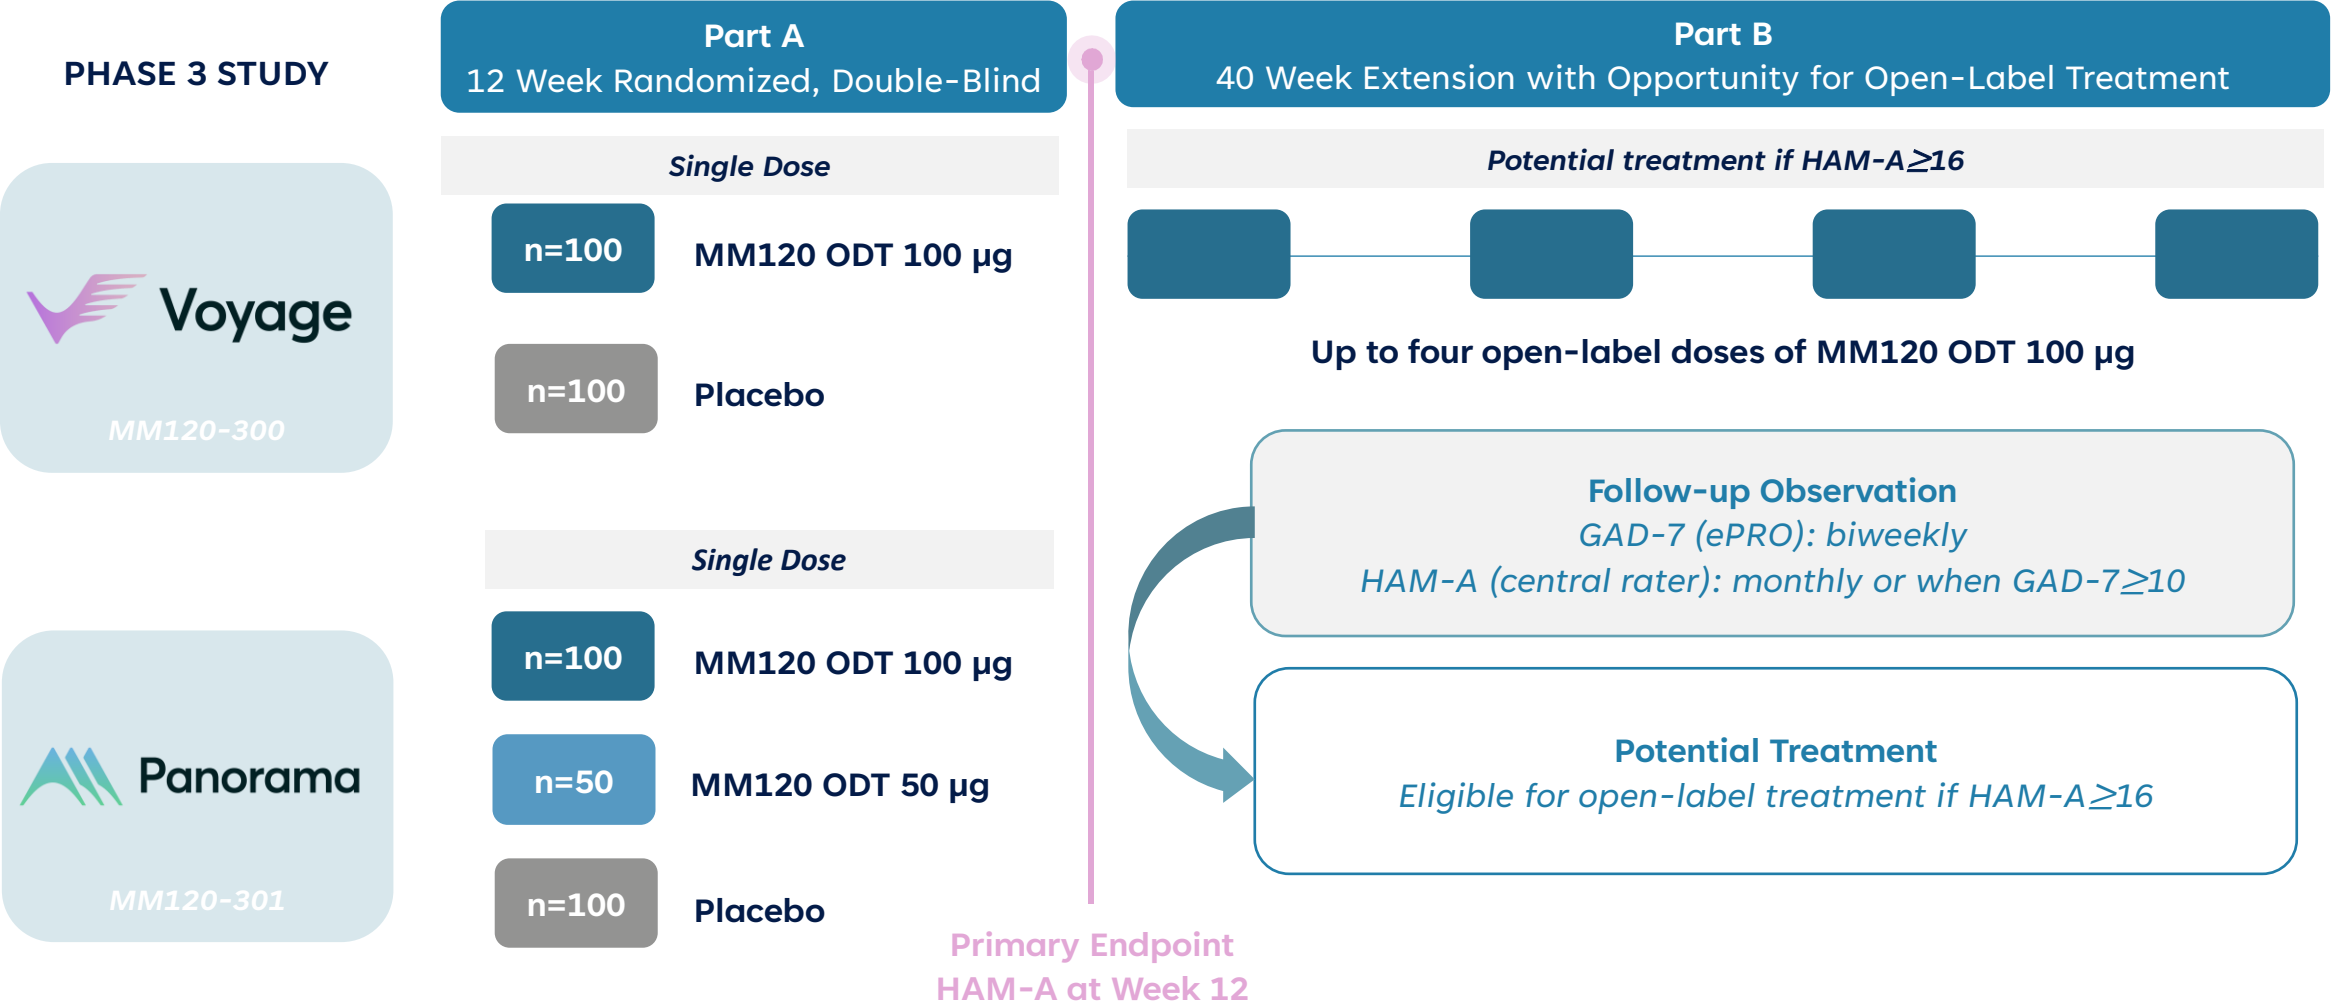 PHASE 3 STUDY
Part A
12 Week Randomized, Double-Blind
Part B
40 Week Extension with Opportunity for Open-Label Treatment
Voyage
MM120-300
Single Dose
n=100
MM120 ODT 100 µg
n=100
Placebo
Potential treatment if HAM-A≥16
Up to four open-label doses of MM120 ODT 100 µg
Panorama
MM120-301
Single Dose
n=100
MM120 ODT 100 µg
n=50
MM120 ODT 50 µg
n=100
Placebo
Follow-up Observation
GAD-7 (ePRO): biweekly
HAM-A (central rater): monthly or when GAD-7≥10
Potential Treatment
Eligible for open-label treatment if HAM-A≥16
Primary Endpoint
HAM-A at Week 12